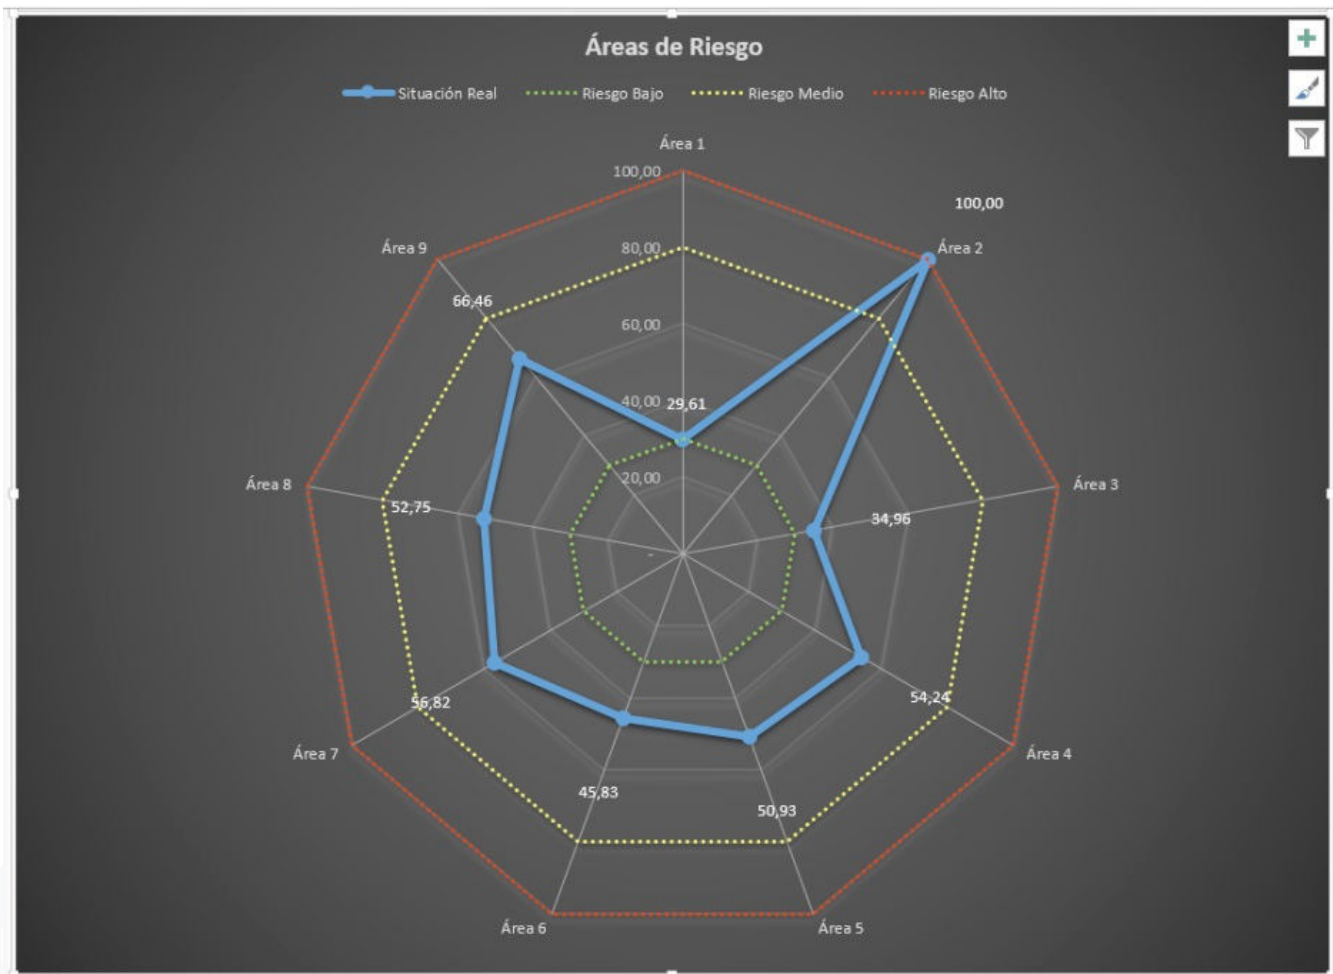 Áreas de Riesgo
Situación Real Riesgo Bajo Riesgo Medio Riesgo Alto
Área 1
100,00
100,00
Área 9
80,00
Área 2
66,46
60,00
40,00
29,61
20,00
Área 8
Área 3
52,75
34,96
-
56,82
54,24
Área 7
Área 4
45,83
50,93
Área 6
Área 5